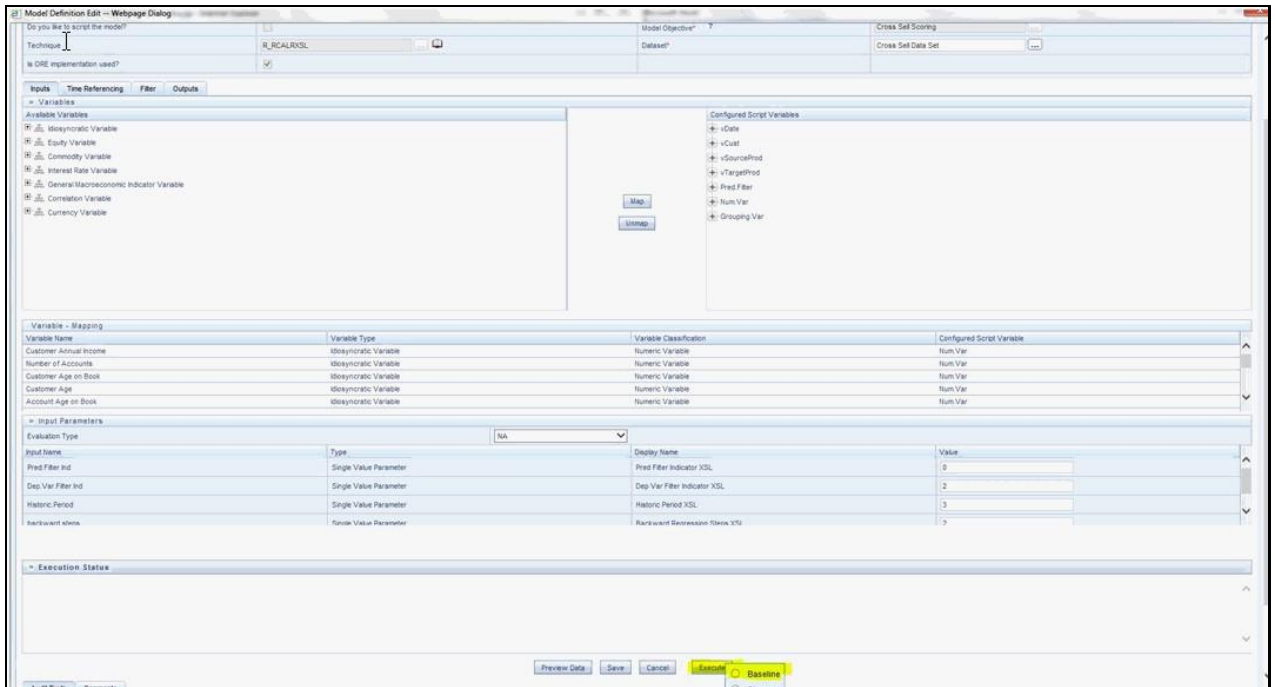 Model Definition Edit -- Webpage Dialog
Do you like to script the model?
Model Objective* ?
Cross Sell Scoring
...
Technique
R_RCALRXSL
...
Dataset*
Cross Sell Data Set
...
Is ORE implementation used?
Inputs Time Referencing Filter Outputs
Variables
Available Variables
Idiosyncratic Variable
Equity Variable
Commodity Variable
Interest Rate Variable
General Macroeconomic Indicator Variable
Correlation Variable
Currency Variable
Map
Unmap
Configured Script Variables
vDate
vCust
vSourceProd
vTargetProd
Pred.Filter
Num.Var
Grouping.Var
Variable - Mapping
Variable Name Variable Type Variable Classification Configured Script Variable
Customer Annual Income Idiosyncratic Variable Numeric Variable Num.Var
Number of Accounts Idiosyncratic Variable Numeric Variable Num.Var
Customer Age on Book Idiosyncratic Variable Numeric Variable Num.Var
Customer Age Idiosyncratic Variable Numeric Variable Num.Var
Account Age on Book Idiosyncratic Variable Numeric Variable Num.Var
Input Parameters
Evaluation Type NA
Input Name Type Display Name Value
Pred.Filter.Ind Single Value Parameter Pred Filter Indicator XSL 0
Dep.Var.Filter.Ind Single Value Parameter Dep Var Filter Indicator XSL 2
Historic.Period Single Value Parameter Historic Period XSL 3
backward.steps Single Value Parameter Backward Regression Steps XSL 2
Execution Status
Preview Data Save Cancel Execute
Baseline
Audit Trail Comments